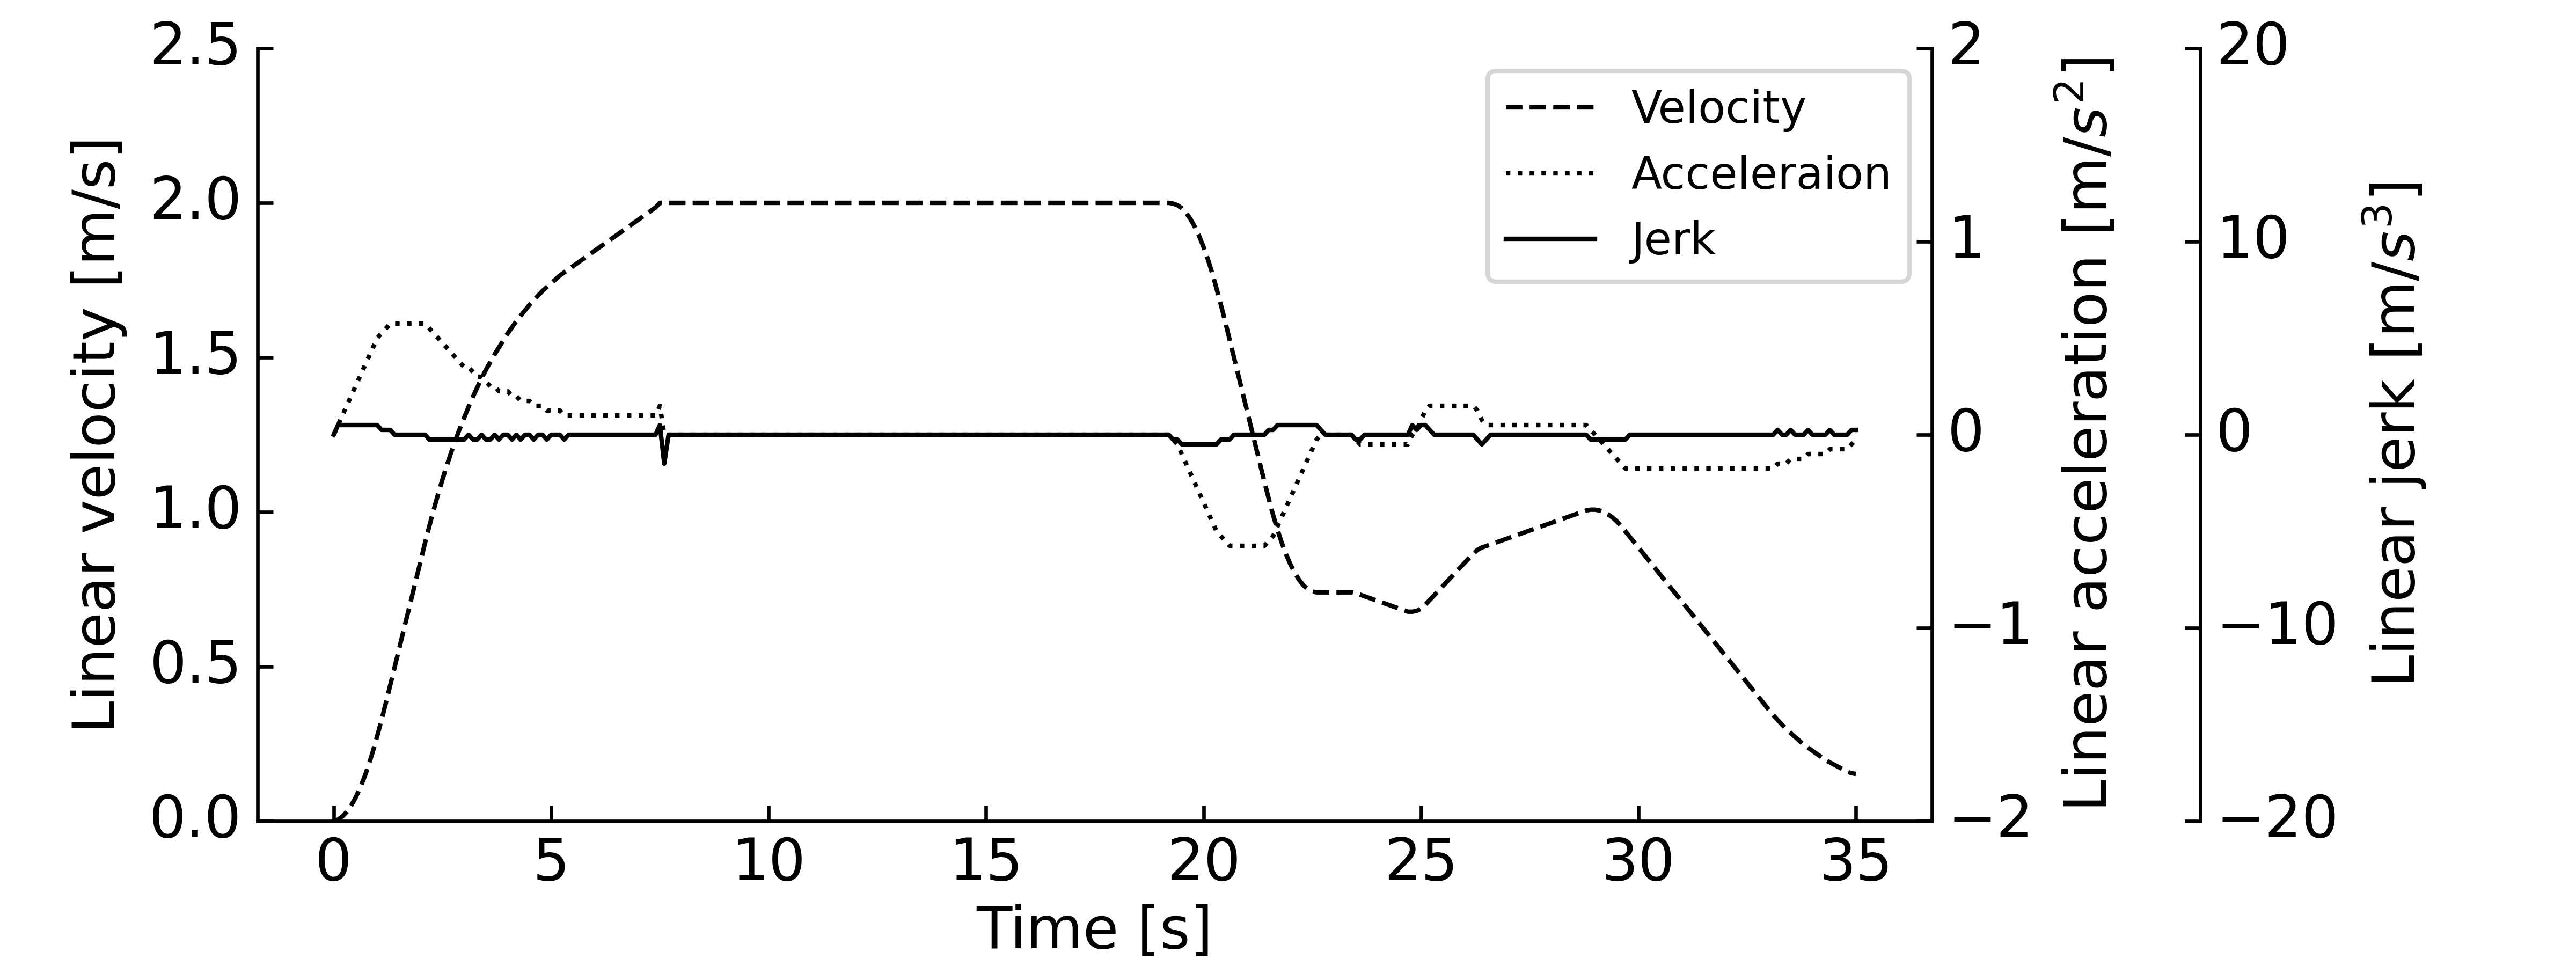 Linear velocity [m/s]
2.5
2.0
1.5
1.0
0.5
0.0
0 5 10 15 20 25 30 35
Time [s]
Velocity
Acceleraion
Jerk
2
1
0
−1
−2
Linear acceleration [m/s²]
20
10
0
−10
−20
Linear jerk [m/s³]